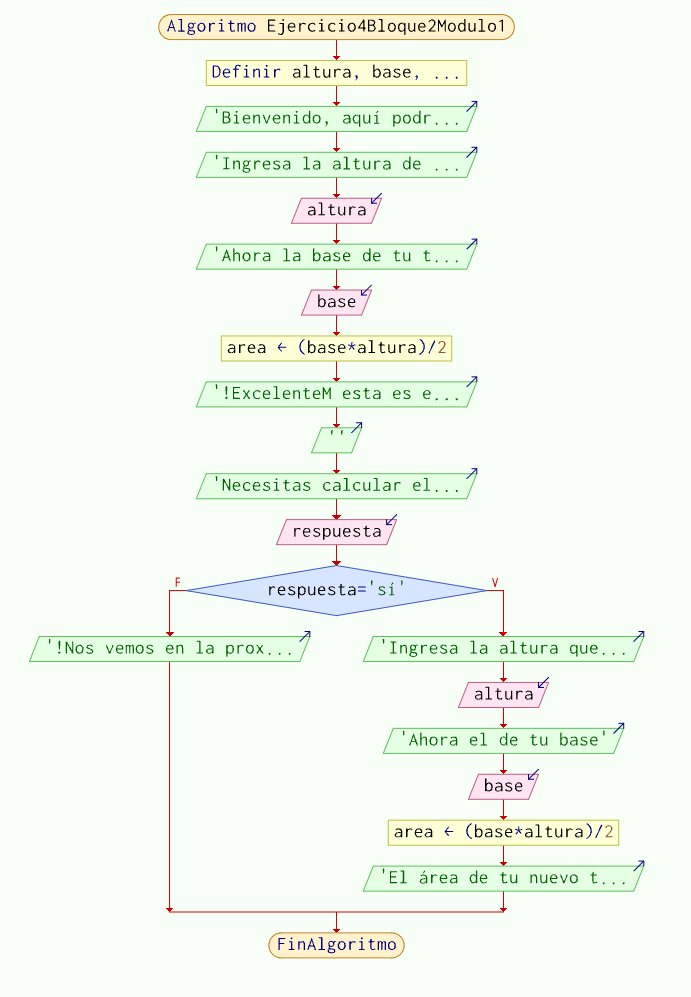 Algoritmo Ejercicio4Bloque2Modulo1
Definir altura, base, ...
'Bienvenido, aquí podr...
'Ingresa la altura de ...
altura
'Ahora la base de tu t...
base
area ← (base*altura)/2
'!ExcelenteM esta es e...
''
'Necesitas calcular el...
respuesta
respuesta='sí'
F
V
'!Nos vemos en la prox...
'Ingresa la altura que...
altura
'Ahora el de tu base'
base
area ← (base*altura)/2
'El área de tu nuevo t...
FinAlgoritmo